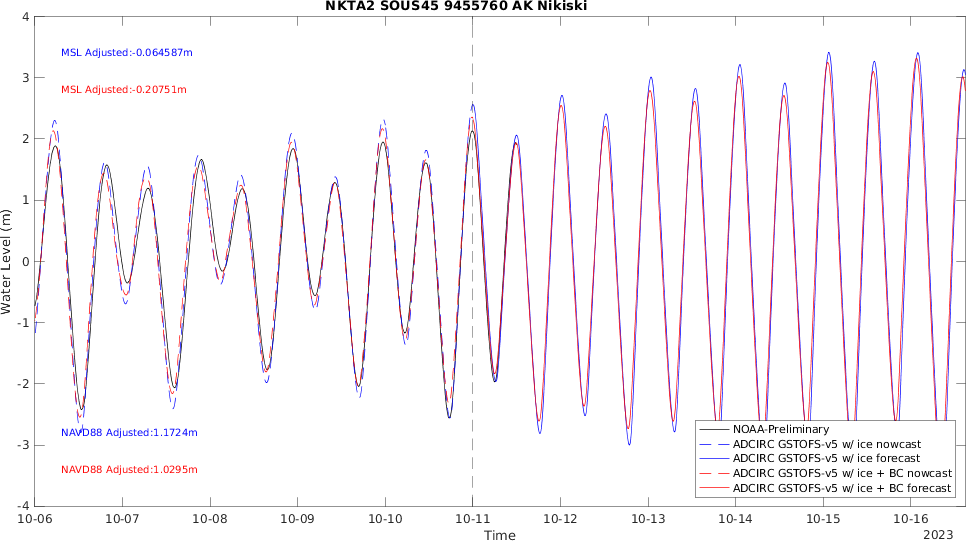 NKTA2 SOUS45 9455760 AK Nikiski
MSL Adjusted:-0.064587m
MSL Adjusted:-0.20751m
NAVD88 Adjusted:1.1724m
NAVD88 Adjusted:1.0295m
Water Level (m)
4
3
2
1
0
-1
-2
-3
-4
NOAA-Preliminary
ADCIRC GSTOFS-v5 w/ ice nowcast
ADCIRC GSTOFS-v5 w/ ice forecast
ADCIRC GSTOFS-v5 w/ ice + BC nowcast
ADCIRC GSTOFS-v5 w/ ice + BC forecast
10-06 10-07 10-08 10-09 10-10 10-11 10-12 10-13 10-14 10-15 10-16
Time
2023